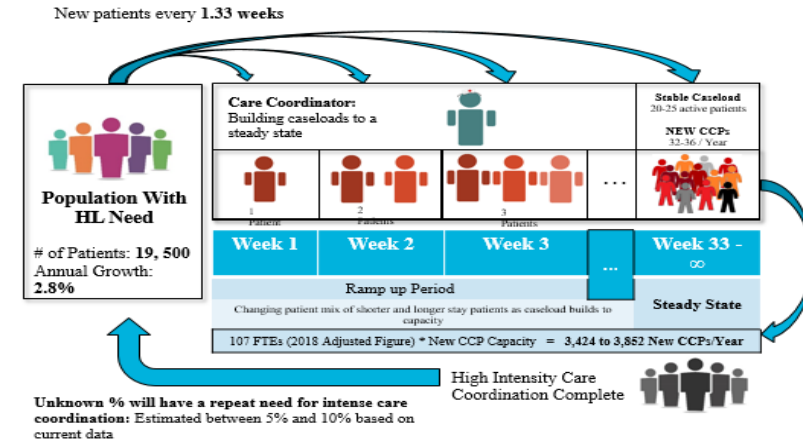 New patients every 1.33 weeks
Care Coordinator:
Building caseloads to a
steady state
Stable Caseload
20-25 active patients
NEW CCPs
32-36 / Year
Population With
HL Need
# of Patients: 19, 500
Annual Growth:
2.8%
1
Patient
2
Patients
3
Patients
...
Week 1
Week 2
Week 3
...
Week 33 -
∞
Ramp up Period
Changing patient mix of shorter and longer stay patients as caseload builds to
capacity
Steady State
107 FTEs (2018 Adjusted Figure) * New CCP Capacity = 3,424 to 3,852 New CCPs/Year
High Intensity Care
Coordination Complete
Unknown % will have a repeat need for intense care
coordination: Estimated between 5% and 10% based on
current data